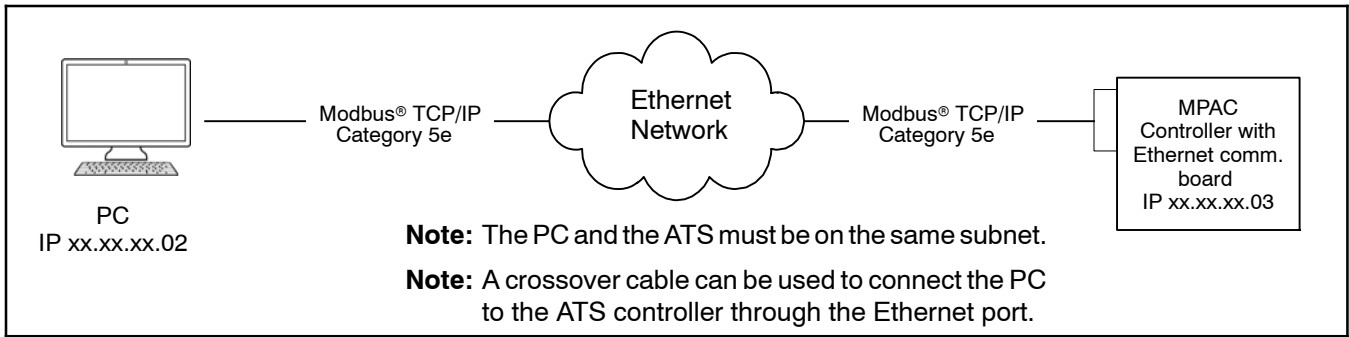 Modbus® TCP/IP
Category 5e
Ethernet
Network
Modbus® TCP/IP
Category 5e
MPAC
Controller with
Ethernet comm.
board
IP xx.xx.xx.03
PC
IP xx.xx.xx.02
Note: The PC and the ATS must be on the same subnet.
Note: A crossover cable can be used to connect the PC
to the ATS controller through the Ethernet port.